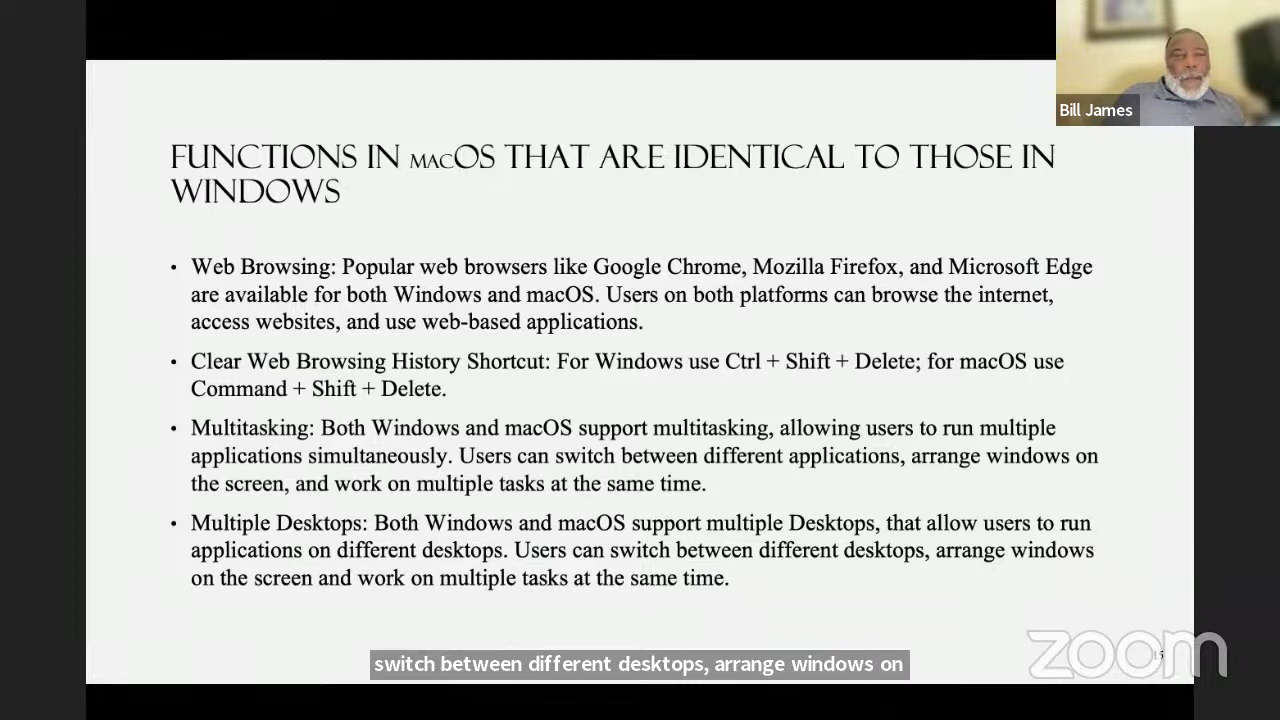 Bill James
FUNCTIONS IN MACOS THAT ARE IDENTICAL TO THOSE IN
WINDOWS
• Web Browsing: Popular web browsers like Google Chrome, Mozilla Firefox, and Microsoft Edge
are available for both Windows and macOS. Users on both platforms can browse the internet,
access websites, and use web-based applications.
• Clear Web Browsing History Shortcut: For Windows use Ctrl + Shift + Delete; for macOS use
Command + Shift + Delete.
• Multitasking: Both Windows and macOS support multitasking, allowing users to run multiple
applications simultaneously. Users can switch between different applications, arrange windows on
the screen, and work on multiple tasks at the same time.
• Multiple Desktops: Both Windows and macOS support multiple Desktops, that allow users to run
applications on different desktops. Users can switch between different desktops, arrange windows
on the screen and work on multiple tasks at the same time.
switch between different desktops, arrange windows on
zoom
15